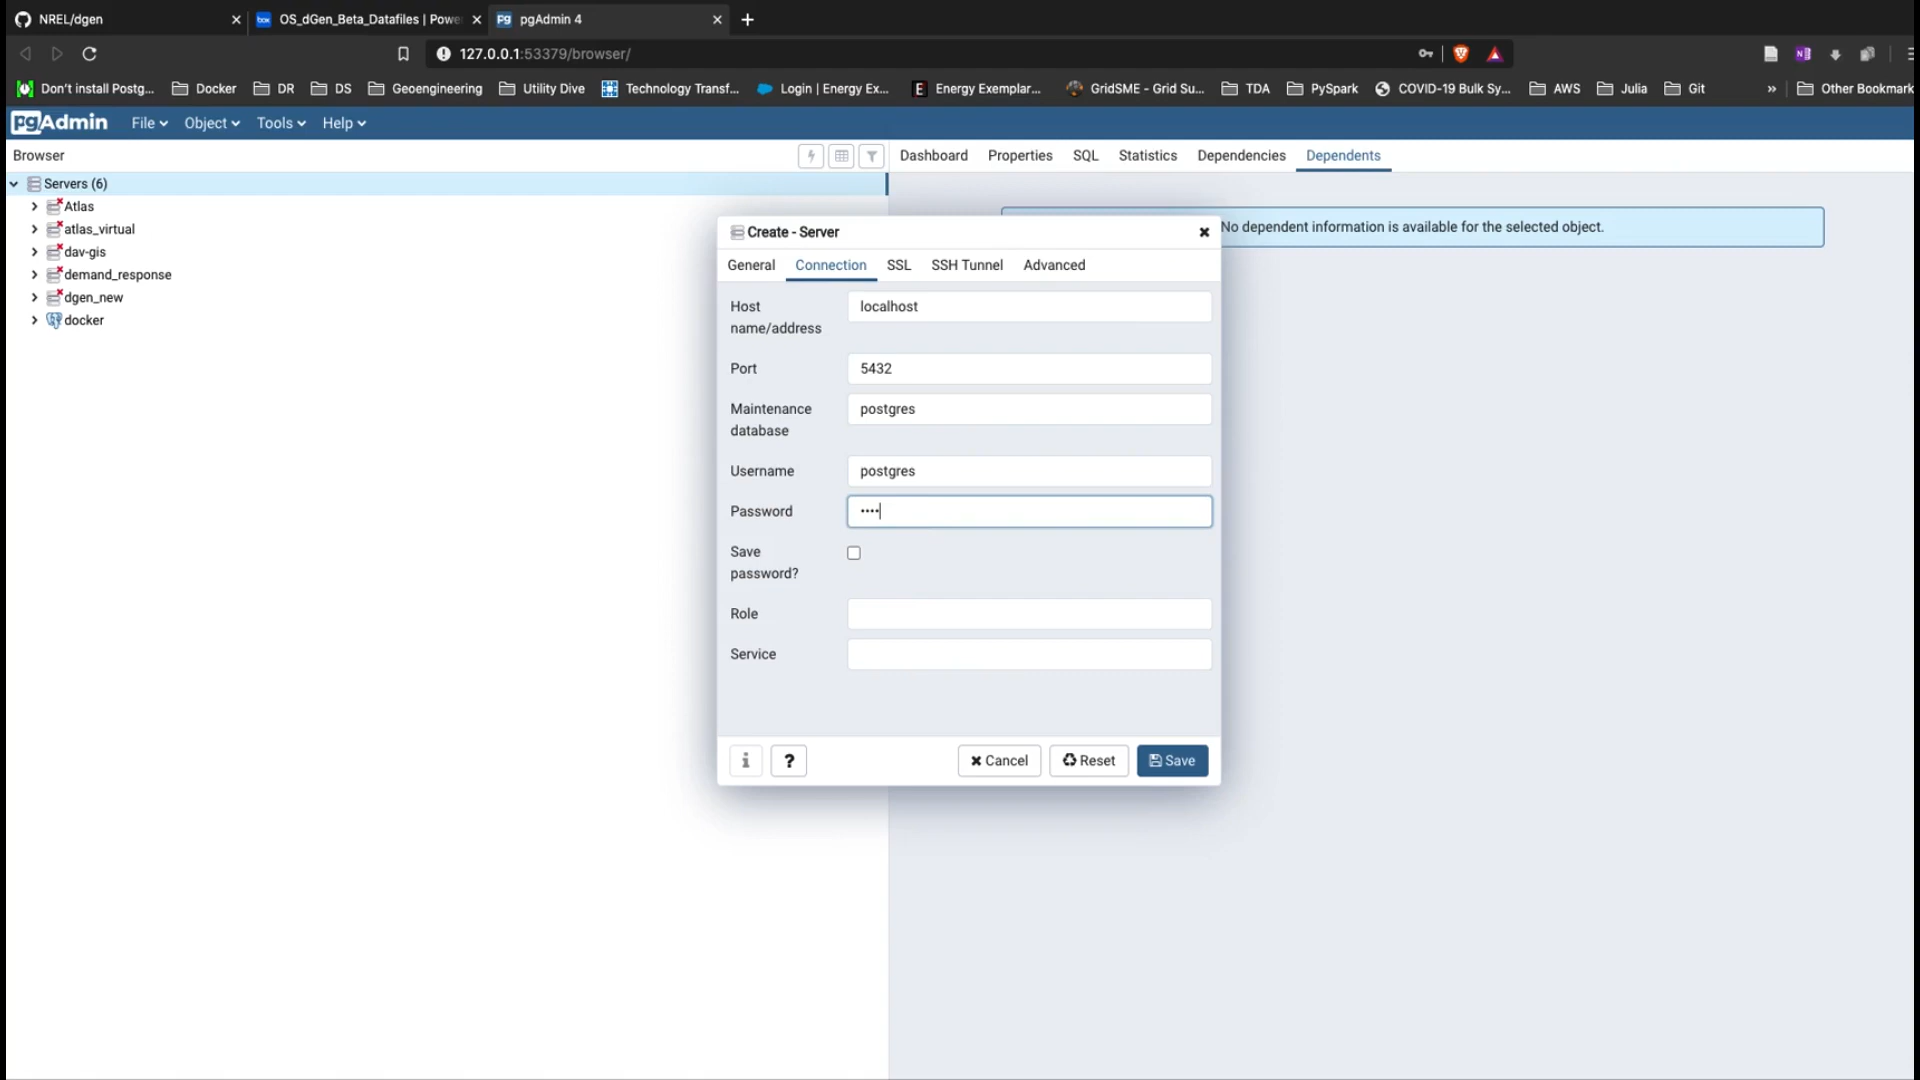 NREL/dgen
OS_dGen_Beta_Datafiles | Powe
pgAdmin 4
127.0.0.1:53379/browser/
Don't install Postg...
Docker
DR
DS
Geoengineering
Utility Dive
Technology Transf...
Login | Energy Ex...
Energy Exemplar...
GridSME - Grid Su...
TDA
PySpark
COVID-19 Bulk Sy...
AWS
Julia
Git
»
Other Bookmark
pgAdmin
File
Object
Tools
Help
Browser
Dashboard
Properties
SQL
Statistics
Dependencies
Dependents
Servers (6)
Atlas
atlas_virtual
dav-gis
demand_response
dgen_new
docker
No dependent information is available for the selected object.
Create - Server
General
Connection
SSL
SSH Tunnel
Advanced
Host
name/address
localhost
Port
5432
Maintenance
database
postgres
Username
postgres
Password
••••
Save
password?
Role
Service
i
?
Cancel
Reset
Save